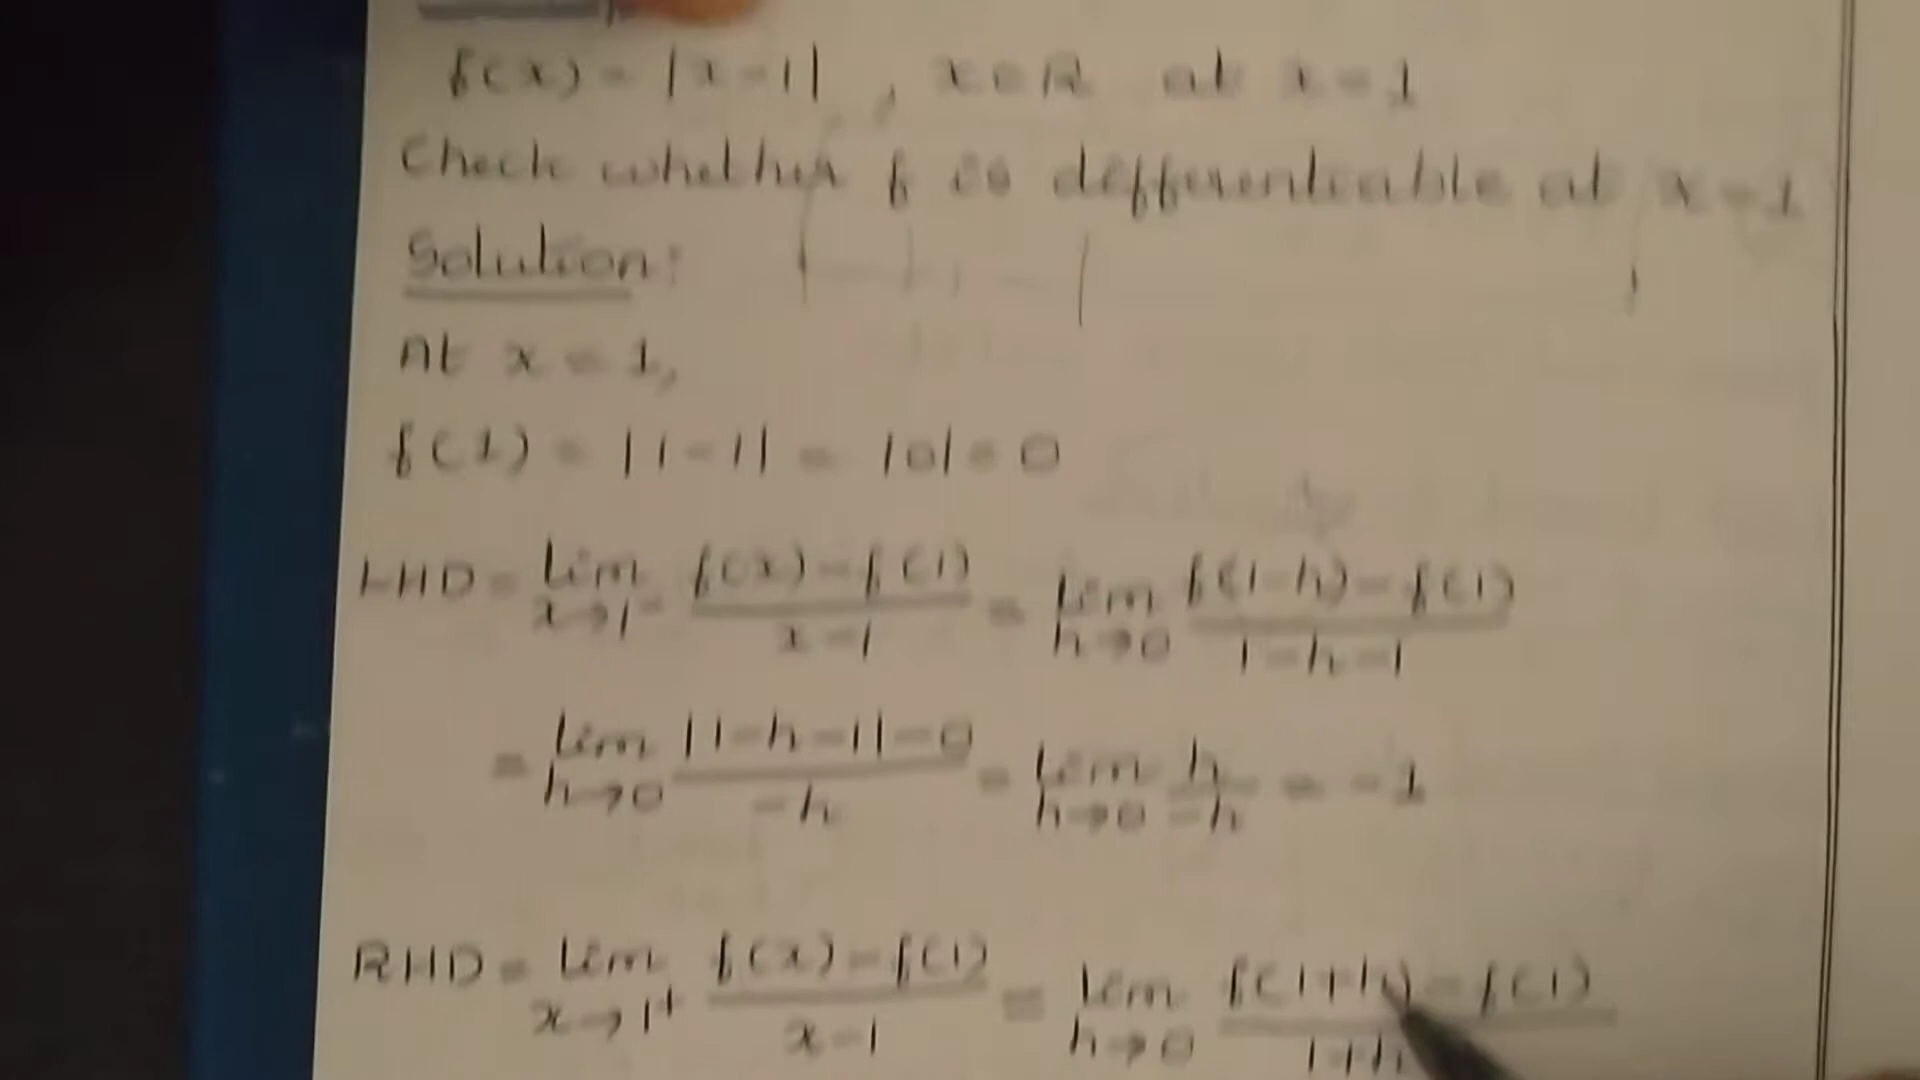 f(x) = |x-1| , x∈R at x=1
Check whether f is differentiable at x=1
Solution:
At x = 1,
f(1) = |1-1| = |0| = 0
LHD = lim x→1⁻ f(x)-f(1) / x-1 = lim h→0 f(1-h)-f(1) / 1-h-1
= lim h→0 |1-h-1|-0 / -h = lim h→0 h / -h = -1
RHD = lim x→1⁺ f(x)-f(1) / x-1 = lim h→0 f(1+h)-f(1) / 1+h